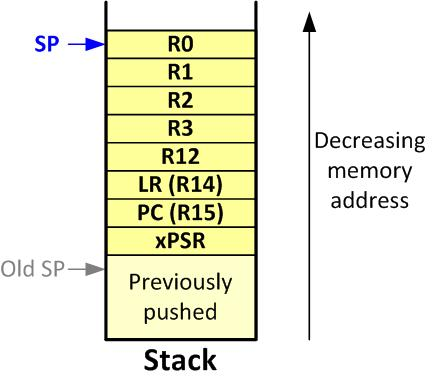 SP
R0
R1
R2
R3
R12
LR (R14)
PC (R15)
xPSR
Old SP
Previously
pushed
Stack
Decreasing
memory
address